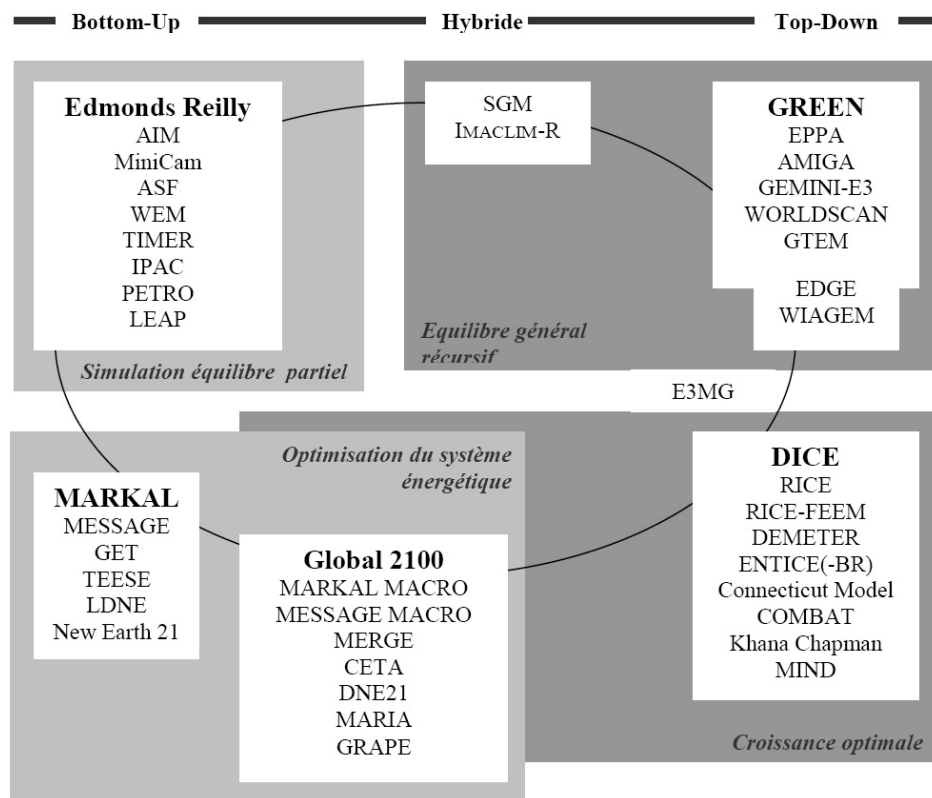 Bottom-Up
Hybride
Top-Down
Edmonds Reilly
AIM
MiniCam
ASF
WEM
TIMER
IPAC
PETRO
LEAP
Simulation équilibre partiel
SGM
IMACLIM-R
GREEN
EPPA
AMIGA
GEMINI-E3
WORLDSCAN
GTEM
EDGE
WIAGEM
Equilibre général
récursif
E3MG
Optimisation du système
énergétique
MARKAL
MESSAGE
GET
TEESE
LDNE
New Earth 21
Global 2100
MARKAL MACRO
MESSAGE MACRO
MERGE
CETA
DNE21
MARIA
GRAPE
DICE
RICE
RICE-FEEM
DEMETER
ENTICE(-BR)
Connecticut Model
COMBAT
Khana Chapman
MIND
Croissance optimale